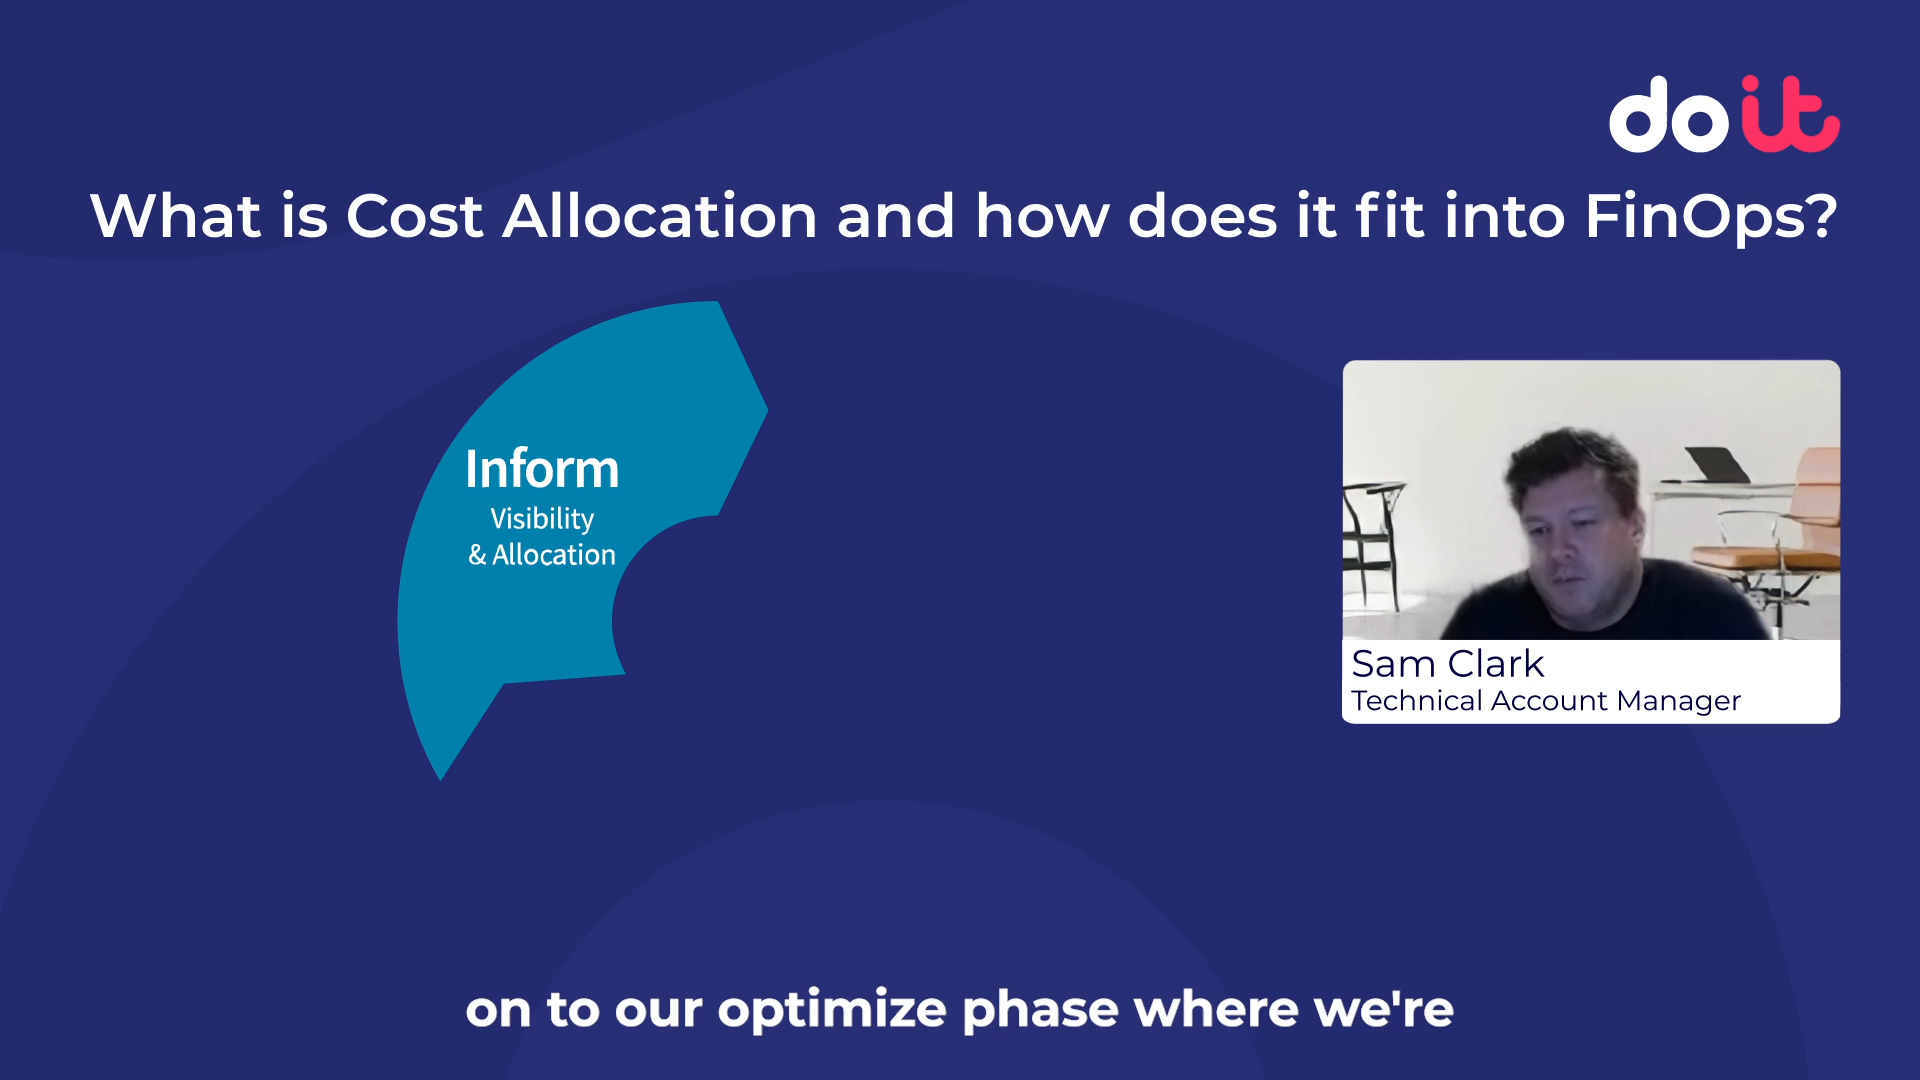 doit
What is Cost Allocation and how does it fit into FinOps?
Inform
Visibility
& Allocation
Sam Clark
Technical Account Manager
on to our optimize phase where we're